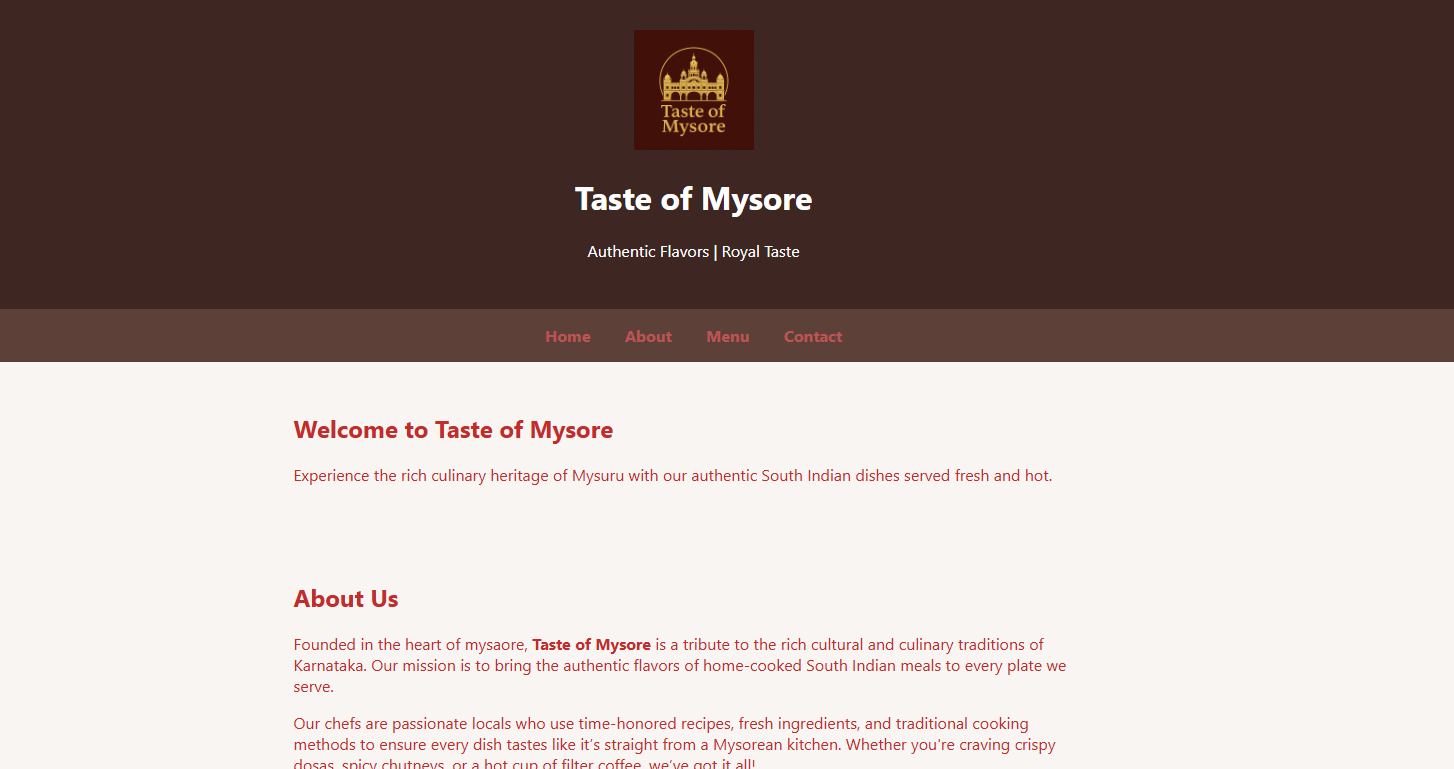 Taste of
Mysore
Taste of Mysore
Authentic Flavors | Royal Taste
Home About Menu Contact
Welcome to Taste of Mysore
Experience the rich culinary heritage of Mysuru with our authentic South Indian dishes served fresh and hot.
About Us
Founded in the heart of mysaore, Taste of Mysore is a tribute to the rich cultural and culinary traditions of
Karnataka. Our mission is to bring the authentic flavors of home-cooked South Indian meals to every plate we
serve.
Our chefs are passionate locals who use time-honored recipes, fresh ingredients, and traditional cooking
methods to ensure every dish tastes like it’s straight from a Mysorean kitchen. Whether you're craving crispy
dosas, spicy chutneys, or a hot cup of filter coffee, we’ve got it all!